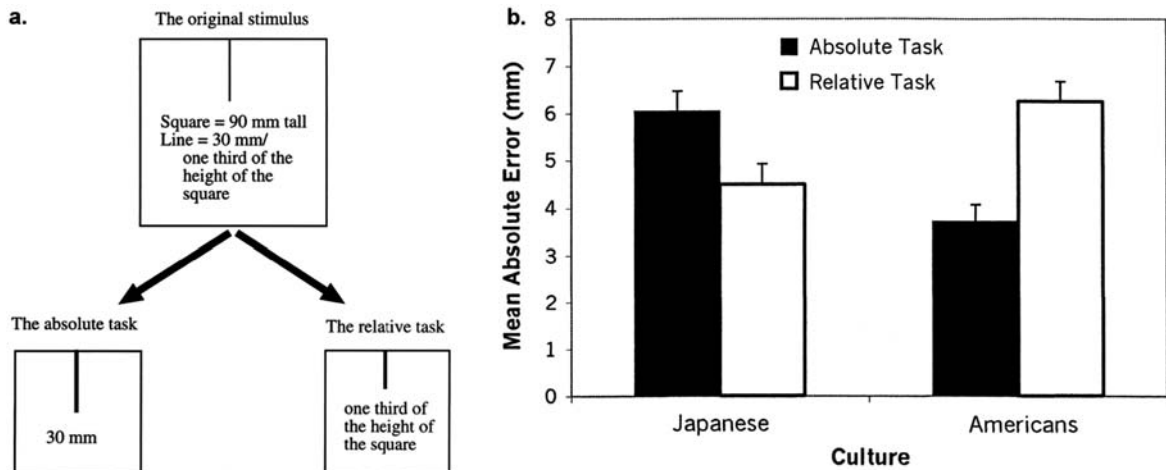 a.
The original stimulus
Square = 90 mm tall
Line = 30 mm/
one third of the
height of the
square
The absolute task
30 mm
The relative task
one third of
the height of
the square
b.
Mean Absolute Error (mm)
8
7
6
5
4
3
2
1
0
Absolute Task
Relative Task
Japanese
Americans
Culture